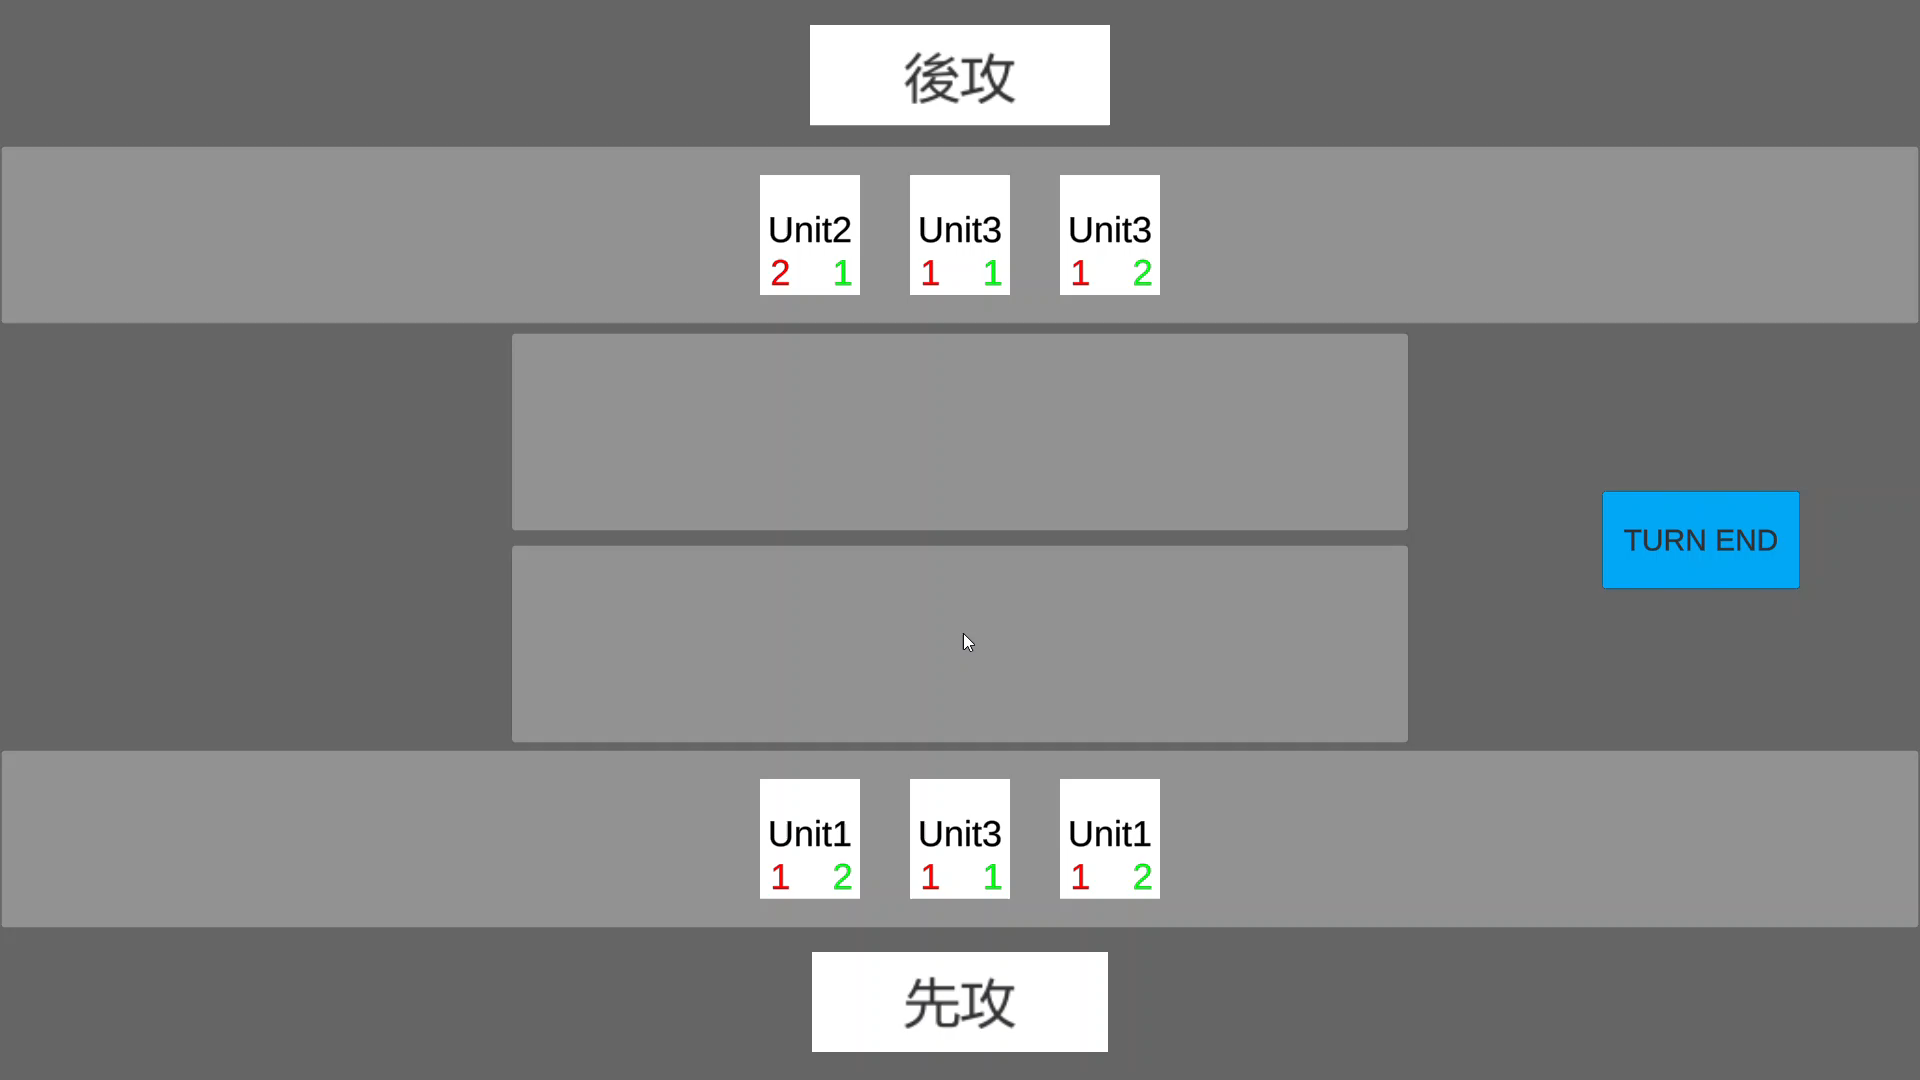 後攻
Unit2 Unit3 Unit3
2 1 1 1 1 2
TURN END
Unit1 Unit3 Unit1
1 2 1 1 1 2
先攻